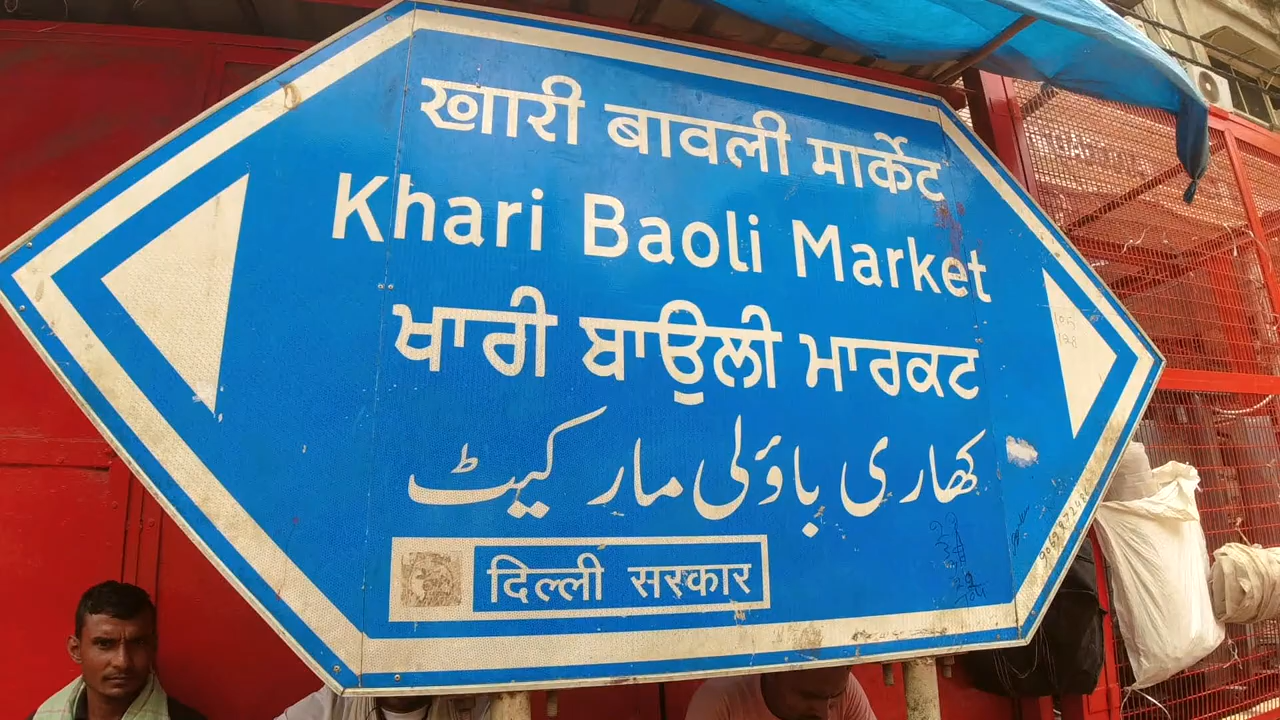 खारी बावली मार्केट
Khari Baoli Market
ਖਾਰੀ ਬਾਉਲੀ ਮਾਰਕਟ
کھاری باؤلی مارکیٹ
दिल्ली सरकार